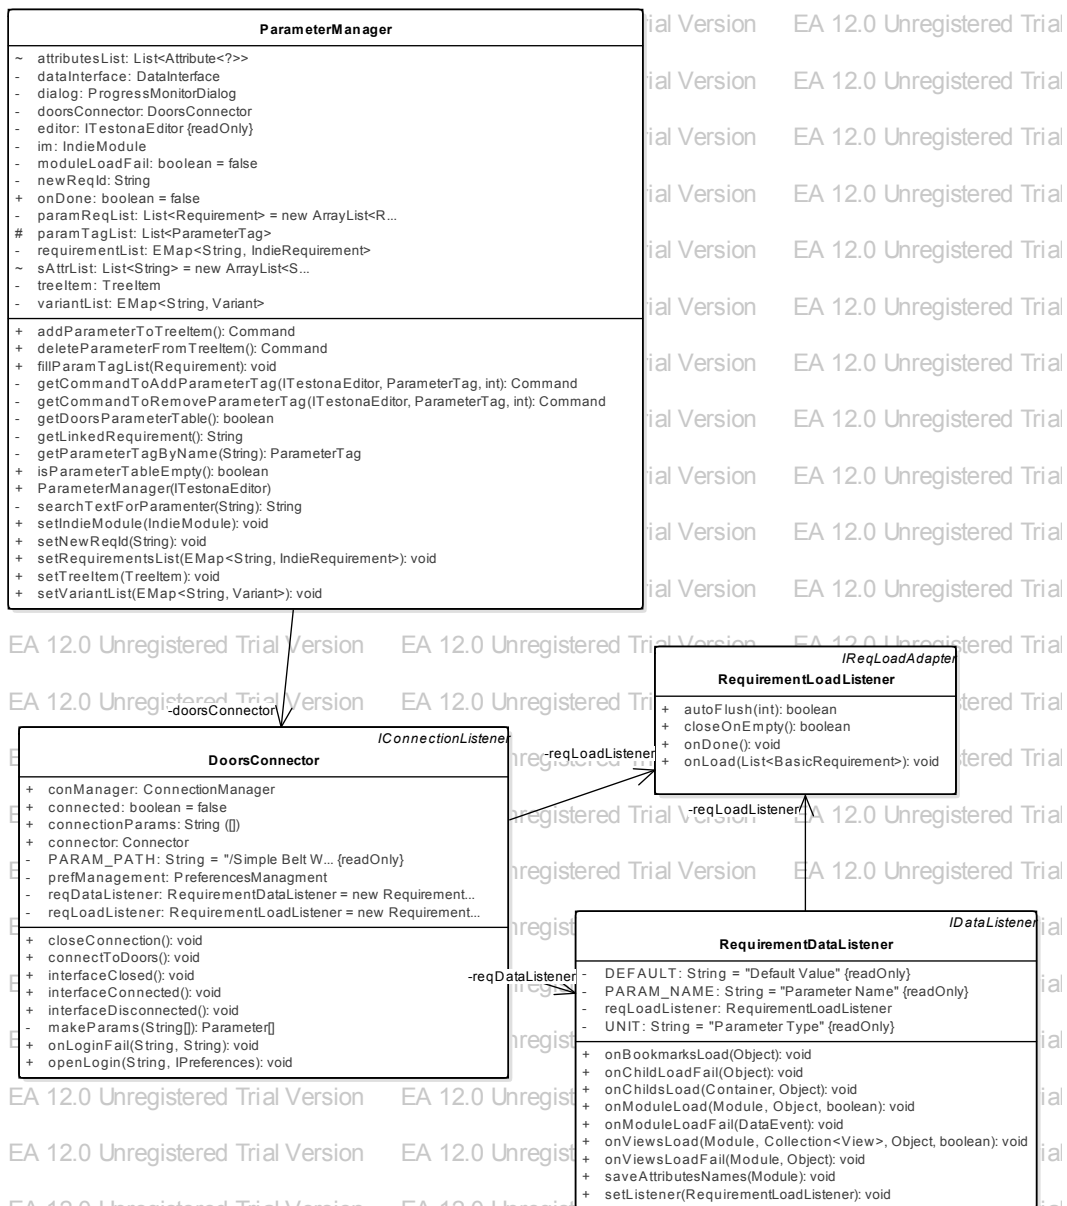 ParameterManager
~ attributesList: List<Attribute<?>>
- dataInterface: DataInterface
- dialog: ProgressMonitorDialog
- doorsConnector: DoorsConnector
- editor: ITestonaEditor {readOnly}
- im: IndieModule
- moduleLoadFail: boolean = false
- newReqId: String
+ onDone: boolean = false
- paramReqList: List<Requirement> = new ArrayList<R...
# paramTagList: List<ParameterTag>
- requirementList: EMap<String, IndieRequirement>
~ sAttrList: List<String> = new ArrayList<S...
- treeItem: TreeItem
- variantList: EMap<String, Variant>
+ addParameterToTreeItem(): Command
+ deleteParameterFromTreeItem(): Command
+ fillParamTagList(Requirement): void
- getCommandToAddParameterTag(ITestonaEditor, ParameterTag, int): Command
- getCommandToRemoveParameterTag(ITestonaEditor, ParameterTag, int): Command
- getDoorsParameterTable(): boolean
- getLinkedRequirement(): String
- getParameterTagByName(String): ParameterTag
+ isParameterTableEmpty(): boolean
+ ParameterManager(ITestonaEditor)
- searchTextForParamenter(String): String
+ setIndieModule(IndieModule): void
+ setNewReqId(String): void
+ setRequirementsList(EMap<String, IndieRequirement>): void
+ setTreeItem(TreeItem): void
+ setVariantList(EMap<String, Variant>): void
-doorsConnector
IReqLoadAdapter
RequirementLoadListener
+ autoFlush(int): boolean
+ closeOnEmpty(): boolean
+ onDone(): void
+ onLoad(List<BasicRequirement>): void
-reqLoadListener
-reqLoadListener
IConnectionListener
DoorsConnector
+ conManager: ConnectionManager
+ connected: boolean = false
+ connectionParams: String ([])
+ connector: Connector
- PARAM_PATH: String = "/Simple Belt W... {readOnly}
- prefManagement: PreferencesManagment
- reqDataListener: RequirementDataListener = new Requirement...
- reqLoadListener: RequirementLoadListener = new Requirement...
+ closeConnection(): void
+ connectToDoors(): void
+ interfaceClosed(): void
+ interfaceConnected(): void
+ interfaceDisconnected(): void
- makeParams(String[]): Parameter[]
+ onLoginFail(String, String): void
+ openLogin(String, IPreferences): void
-reqDataListener
IDataListener
RequirementDataListener
- DEFAULT: String = "Default Value" {readOnly}
- PARAM_NAME: String = "Parameter Name" {readOnly}
- reqLoadListener: RequirementLoadListener
- UNIT: String = "Parameter Type" {readOnly}
+ onBookmarksLoad(Object): void
+ onChildLoadFail(Object): void
+ onChildsLoad(Container, Object): void
+ onModuleLoad(Module, Object, boolean): void
+ onModuleLoadFail(DataEvent): void
+ onViewsLoad(Module, Collection<View>, Object, boolean): void
+ onViewsLoadFail(Module, Object): void
+ saveAttributesNames(Module): void
+ setListener(RequirementLoadListener): void
EA 12.0 Unregistered Trial Version EA 12.0 Unregistered Trial